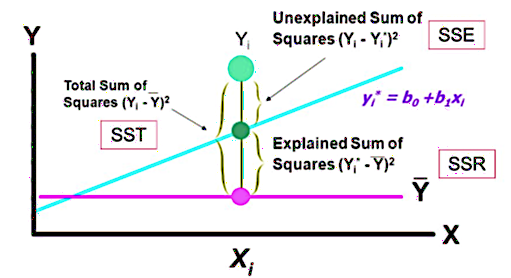 Y
Yᵢ
Unexplained Sum of
Squares (Yᵢ - Yᵢ*)²
SSE
Total Sum of
Squares (Yᵢ - Ȳ)²
SST
yᵢ* = b₀ +b₁xᵢ
Explained Sum of
Squares (Yᵢ* - Ȳ)²
SSR
Ȳ
X
Xᵢ